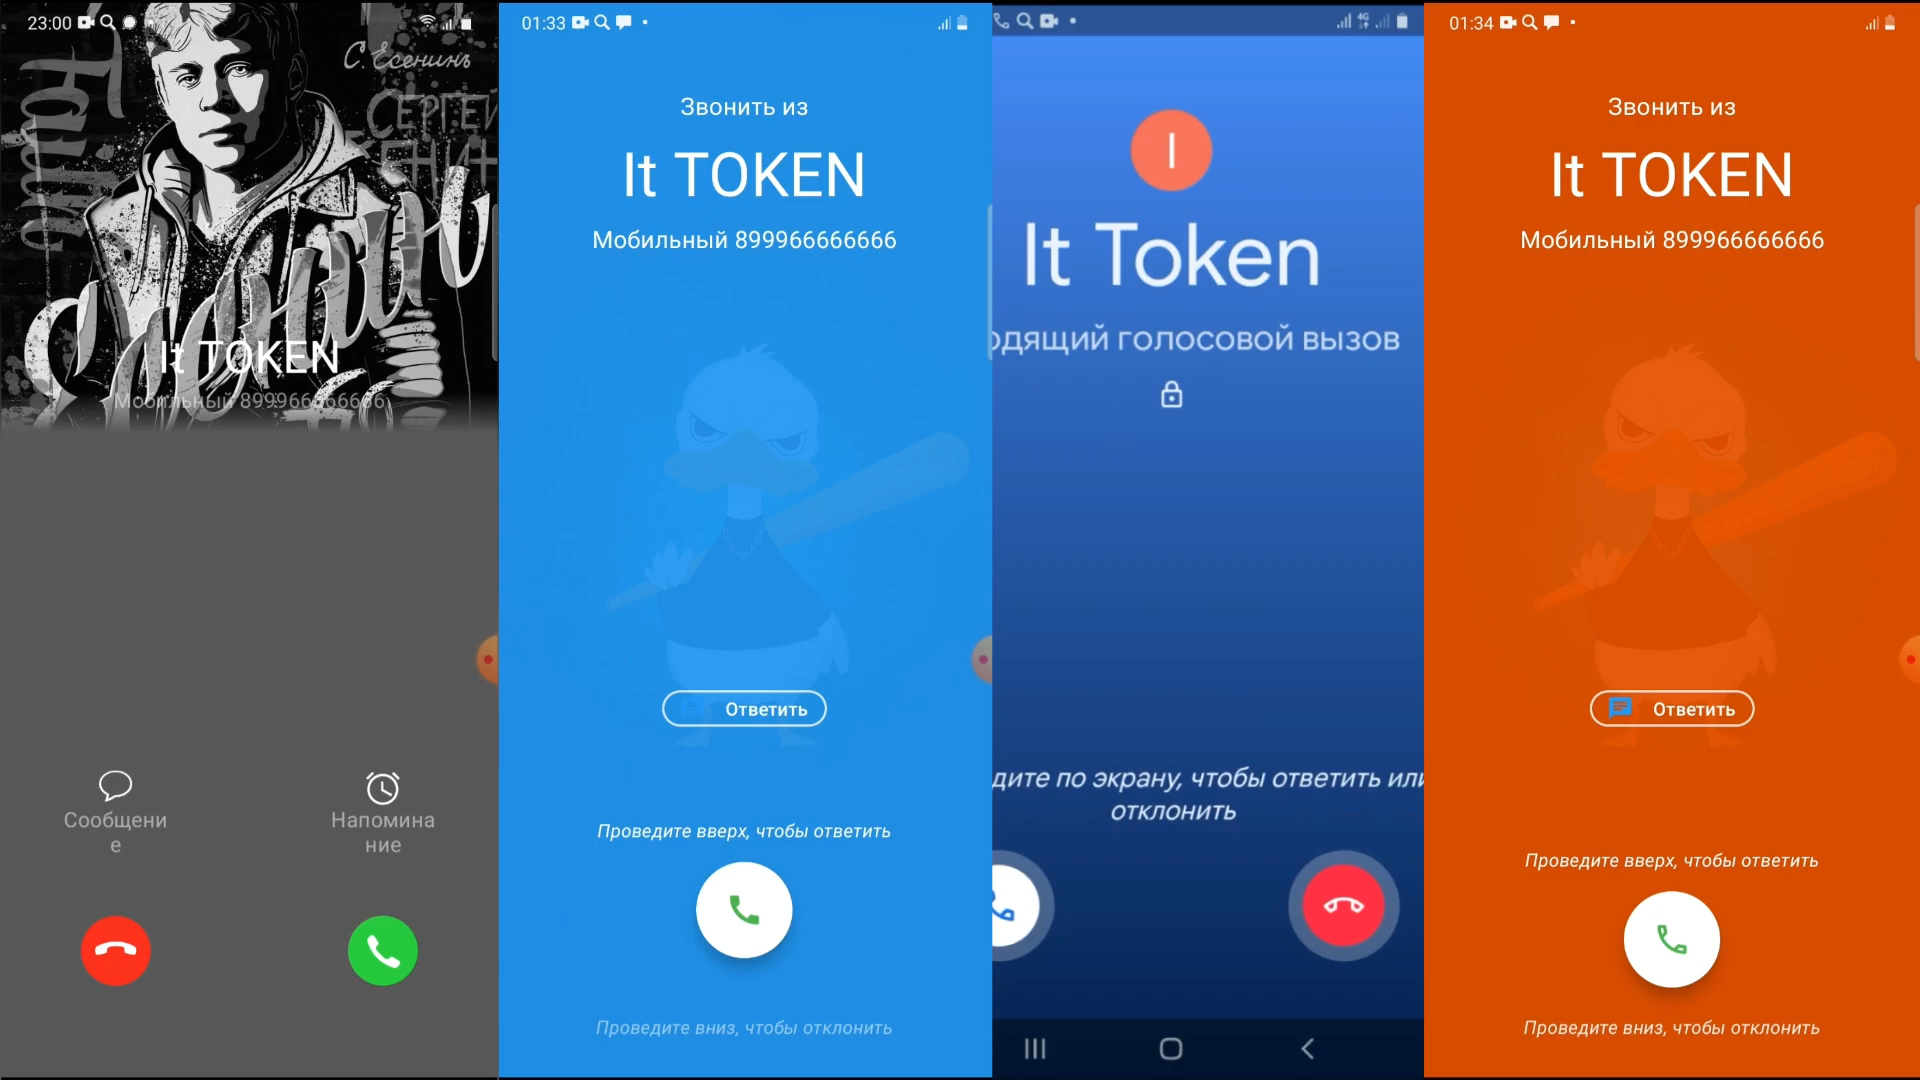 23:00
С. Есенинъ
It TOKEN
Мобильный 899966666666
Сообщени
е
Напомина
ние
01:33
Звонить из
It TOKEN
Мобильный 899966666666
Ответить
Проведите вверх, чтобы ответить
Проведите вниз, чтобы отклонить
4G
I
It Token
одящий голосовой вызов
дите по экрану, чтобы ответить или
отклонить
01:34
Звонить из
It TOKEN
Мобильный 899966666666
Ответить
Проведите вверх, чтобы ответить
Проведите вниз, чтобы отклонить